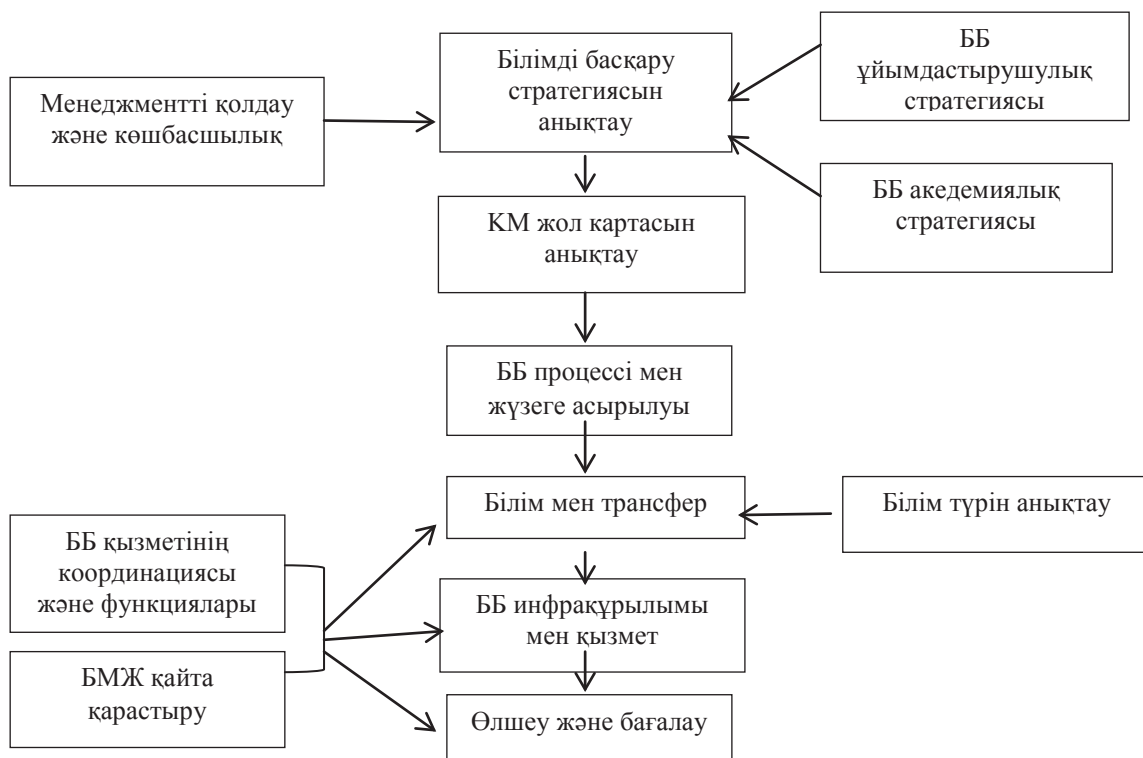 Білімді басқару
стратегиясын
анықтау
ББ
ұйымдастырушулық
стратегиясы
Менеджментті қолдау
және көшбасшылық
ББ акедемиялық
стратегиясы
КМ жол картасын
анықтау
ББ процессі мен
жүзеге асырылуы
Білім мен трансфер
Білім түрін анықтау
ББ қызметінің
координациясы
және функциялары
ББ инфрақұрылымы
мен қызмет
БМЖ қайта
қарастыру
Өлшеу және бағалау